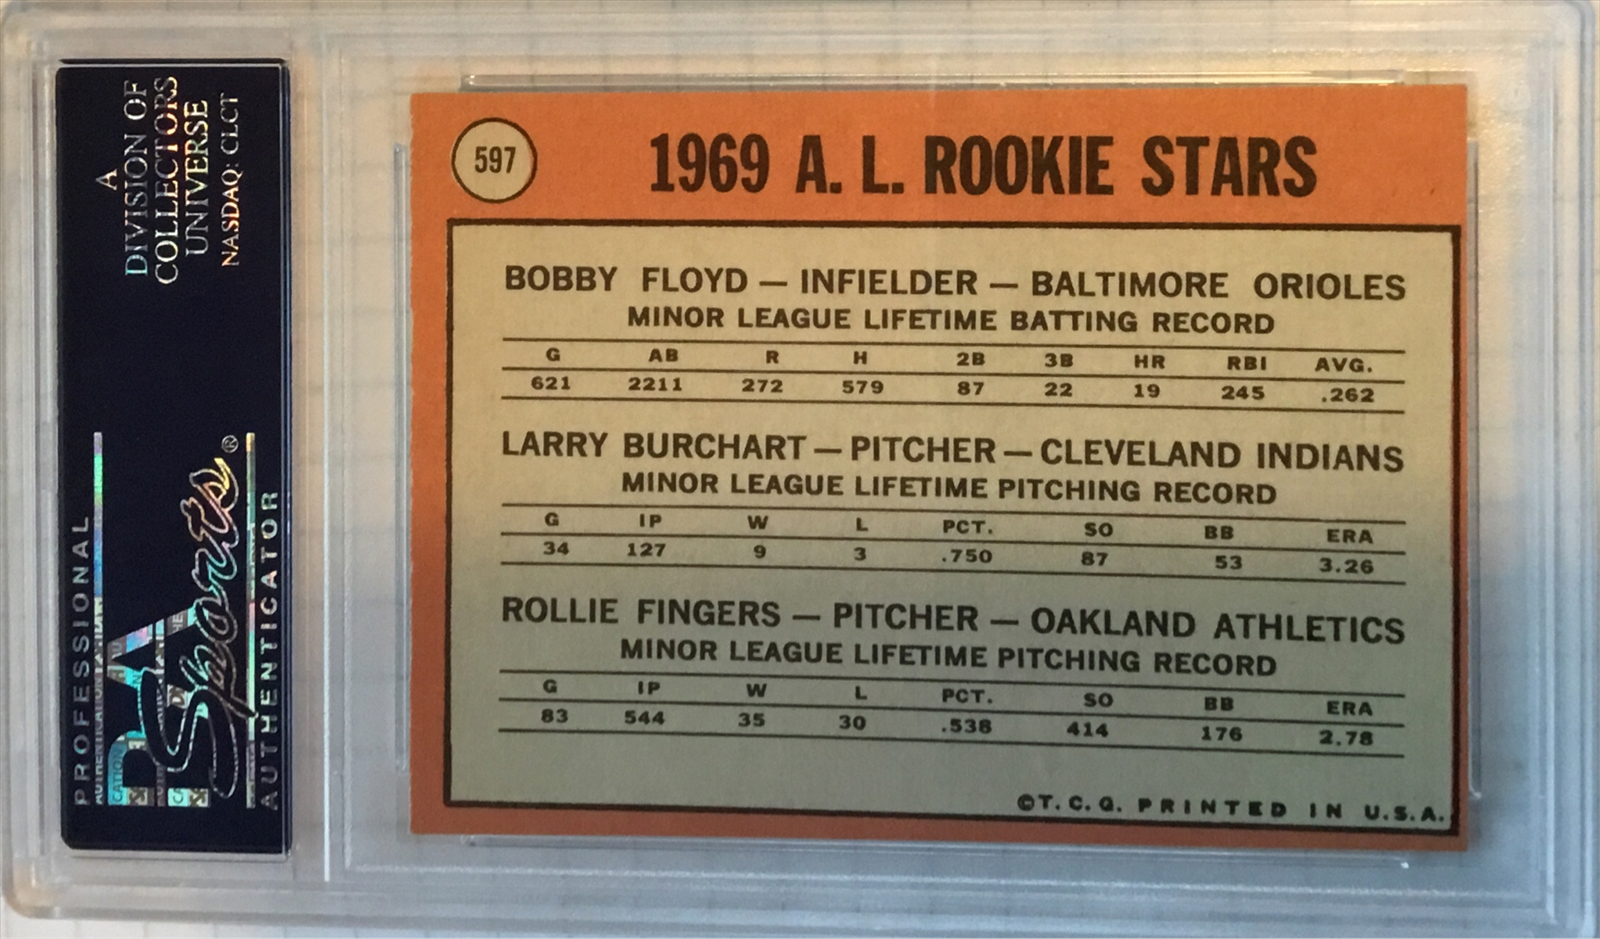 A
DIVISION OF
COLLECTORS
UNIVERSE
NASDAQ: CLCT
PROFESSIONAL
PSA
Sports®
AUTHENTICATOR
597
1969 A. L. ROOKIE STARS
BOBBY FLOYD — INFIELDER — BALTIMORE ORIOLES
MINOR LEAGUE LIFETIME BATTING RECORD
G AB R H 2B 3B HR RBI AVG.
621 2211 272 579 87 22 19 245 .262
LARRY BURCHART — PITCHER — CLEVELAND INDIANS
MINOR LEAGUE LIFETIME PITCHING RECORD
G IP W L PCT. SO BB ERA
34 127 9 3 .750 87 53 3.26
ROLLIE FINGERS — PITCHER — OAKLAND ATHLETICS
MINOR LEAGUE LIFETIME PITCHING RECORD
G IP W L PCT. SO BB ERA
83 544 35 30 .538 414 176 2.78
©T.C.G. PRINTED IN U.S.A.